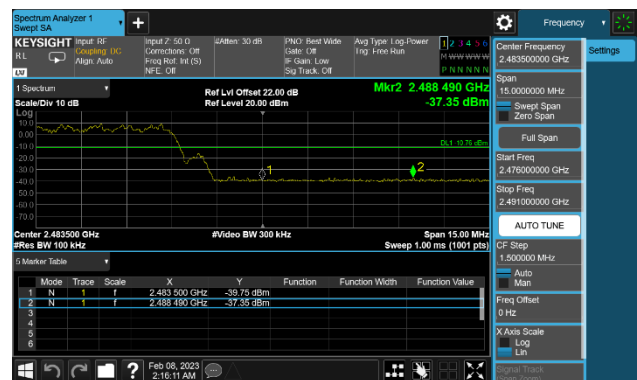 Spectrum Analyzer 1
Swept SA
+
Frequency
KEYSIGHT
RL
Input: RF
Coupling: DC
Align: Auto
Input Z: 50 Ω
Corrections: Off
Freq Ref: Int (S)
NFE: Off
#Atten: 30 dB
PNO: Best Wide
Gate: Off
IF Gain: Low
Sig Track: Off
Avg Type: Log-Power
Trig: Free Run
1 2 3 4 5 6
M W W W W W
P N N N N N
LXI
1 Spectrum
Scale/Div 10 dB
Ref Lvl Offset 22.00 dB
Ref Level 20.00 dBm
Mkr2 2.488 490 GHz
-37.35 dBm
Log
10.0
0.00
-10.0
-20.0
-30.0
-40.0
-50.0
-60.0
-70.0
1
2
Center 2.483500 GHz
#Res BW 100 kHz
#Video BW 300 kHz
Span 15.00 MHz
Sweep 1.00 ms (1001 pts)
5 Marker Table
Mode Trace Scale X Y Function Function Width Function Value
1 N 1 f 2.483 500 GHz -39.75 dBm
2 N 1 f 2.488 490 GHz -37.35 dBm
3
4
5
6
Feb 08, 2023
2:16:11 AM
Center Frequency
2.483500000 GHz
Settings
Span
15.0000000 MHz
Swept Span
Zero Span
Full Span
Start Freq
2.476000000 GHz
Stop Freq
2.491000000 GHz
AUTO TUNE
CF Step
1.500000 MHz
Auto
Man
Freq Offset
0 Hz
X Axis Scale
Log
Lin
Signal Track